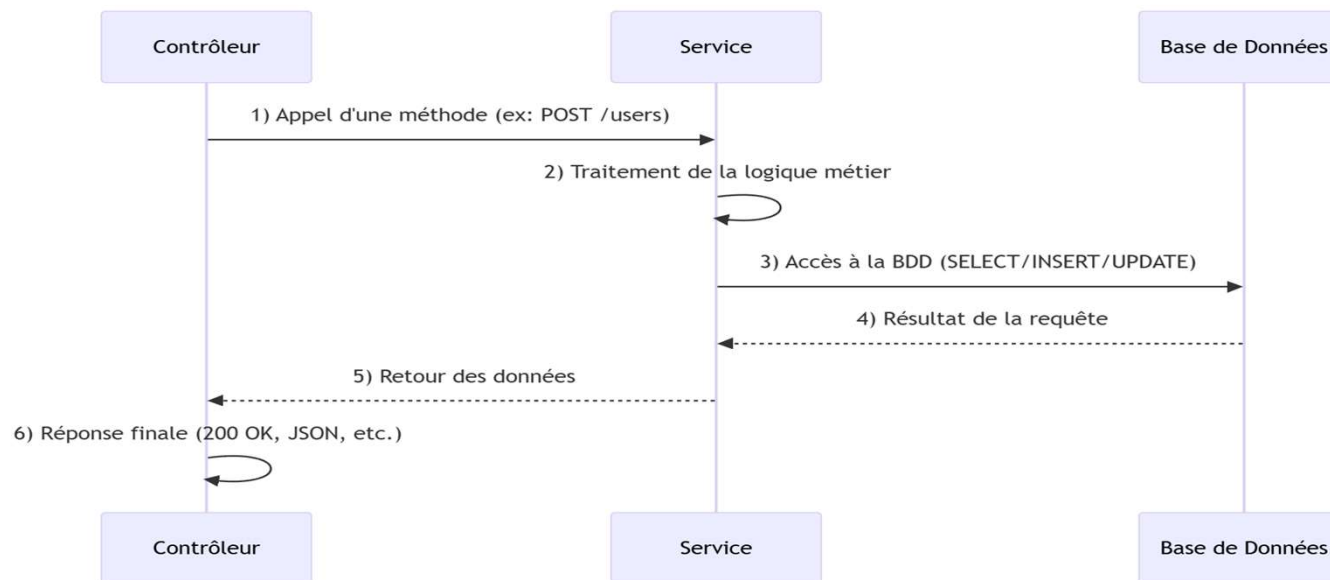 Contrôleur
Service
Base de Données
1) Appel d'une méthode (ex: POST /users)
2) Traitement de la logique métier
3) Accès à la BDD (SELECT/INSERT/UPDATE)
4) Résultat de la requête
5) Retour des données
6) Réponse finale (200 OK, JSON, etc.)
Contrôleur
Service
Base de Données